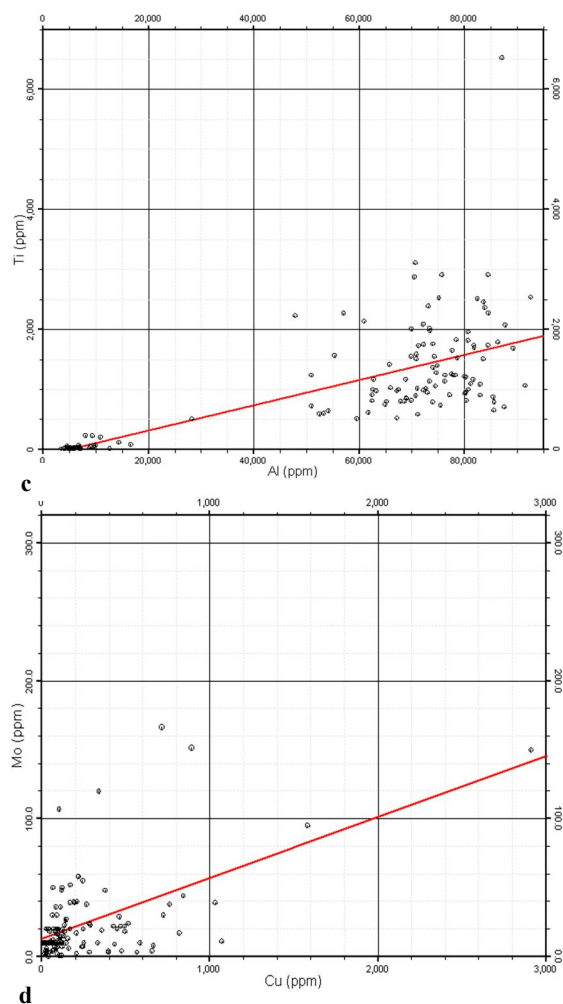 0 20,000 40,000 60,000 80,000
6,000 6,000
4,000 4,000
Ti (ppm)
2,000 2,000
0 0
0 20,000 40,000 60,000 80,000
Al (ppm)
c
0 1,000 2,000 3,000
300.0 300.0
200.0 200.0
Mo (ppm)
100.0 100.0
0.0 0.0
0 1,000 2,000 3,000
Cu (ppm)
d